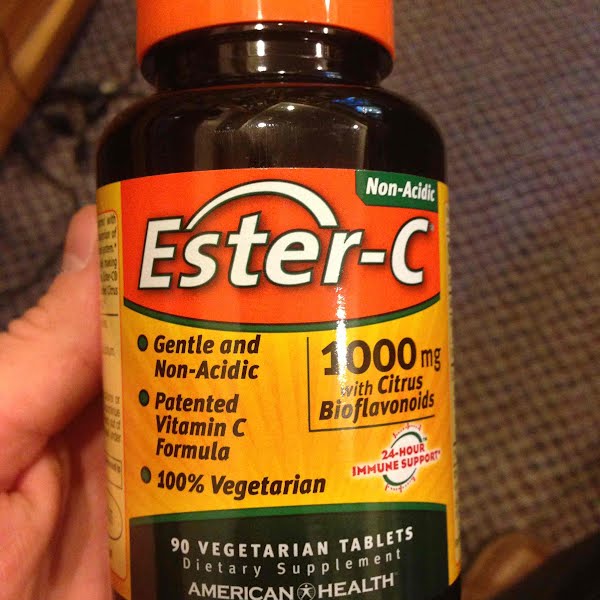 Non-Acidic
Ester-C®
Gentle and
Non-Acidic
Patented
Vitamin C
Formula
100% Vegetarian
1000 mg
with Citrus
Bioflavonoids
24-HOUR
IMMUNE SUPPORT*
90 VEGETARIAN TABLETS
Dietary Supplement
AMERICAN HEALTH™